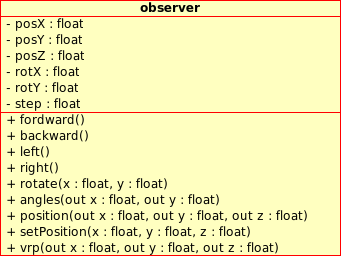 observer
- posX : float
- posY : float
- posZ : float
- rotX : float
- rotY : float
- step : float
+ fordward()
+ backward()
+ left()
+ right()
+ rotate(x : float, y : float)
+ angles(out x : float, out y : float)
+ position(out x : float, out y : float, out z : float)
+ setPosition(x : float, y : float, z : float)
+ vrp(out x : float, out y : float, out z : float)